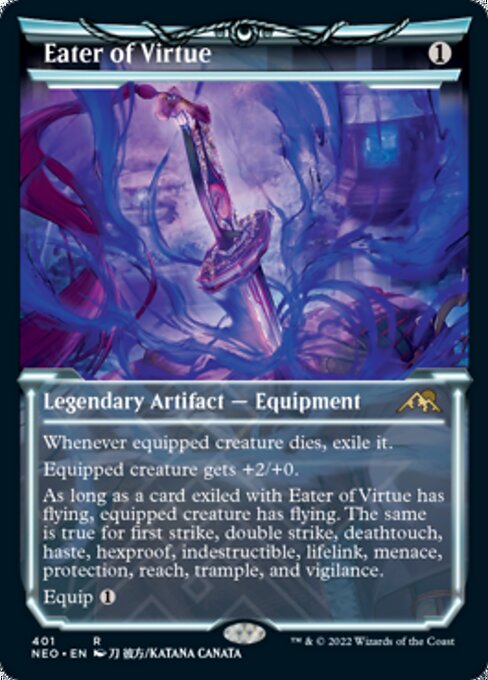 Eater of Virtue 1
Legendary Artifact — Equipment
Whenever equipped creature dies, exile it.
Equipped creature gets +2/+0.
As long as a card exiled with Eater of Virtue has
flying, equipped creature has flying. The same
is true for first strike, double strike, deathtouch,
haste, hexproof, indestructible, lifelink, menace,
protection, reach, trample, and vigilance.
Equip 1
401 R
NEO • EN 刀 彼方/KATANA CANATA
™ & © 2022 Wizards of the Coast